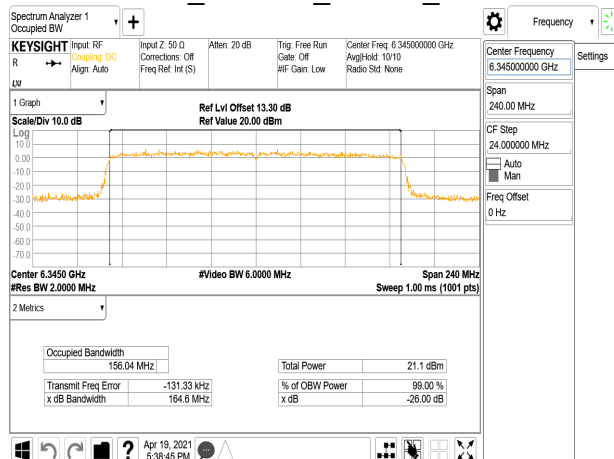 Spectrum Analyzer 1
Occupied BW
Frequency
KEYSIGHT
R
Input: RF
Coupling: DC
Align: Auto
Input Z: 50 Ω
Corrections: Off
Freq Ref: Int (S)
Atten: 20 dB
Trig: Free Run
Gate: Off
#IF Gain: Low
Center Freq: 6.345000000 GHz
Avg|Hold: 10/10
Radio Std: None
LXI
Center Frequency
6.345000000 GHz
Settings
Span
240.00 MHz
CF Step
24.000000 MHz
Auto
Man
Freq Offset
0 Hz
1 Graph
Scale/Div 10.0 dB
Ref Lvl Offset 13.30 dB
Ref Value 20.00 dBm
Log
10.0
0.00
-10.0
-20.0
-30.0
-40.0
-50.0
-60.0
-70.0
Center 6.3450 GHz
#Video BW 6.0000 MHz
Span 240 MHz
#Res BW 2.0000 MHz
Sweep 1.00 ms (1001 pts)
2 Metrics
Occupied Bandwidth
156.04 MHz
Total Power 21.1 dBm
Transmit Freq Error -131.33 kHz
% of OBW Power 99.00 %
x dB Bandwidth 164.6 MHz
x dB -26.00 dB
?
Apr 19, 2021
5:38:45 PM